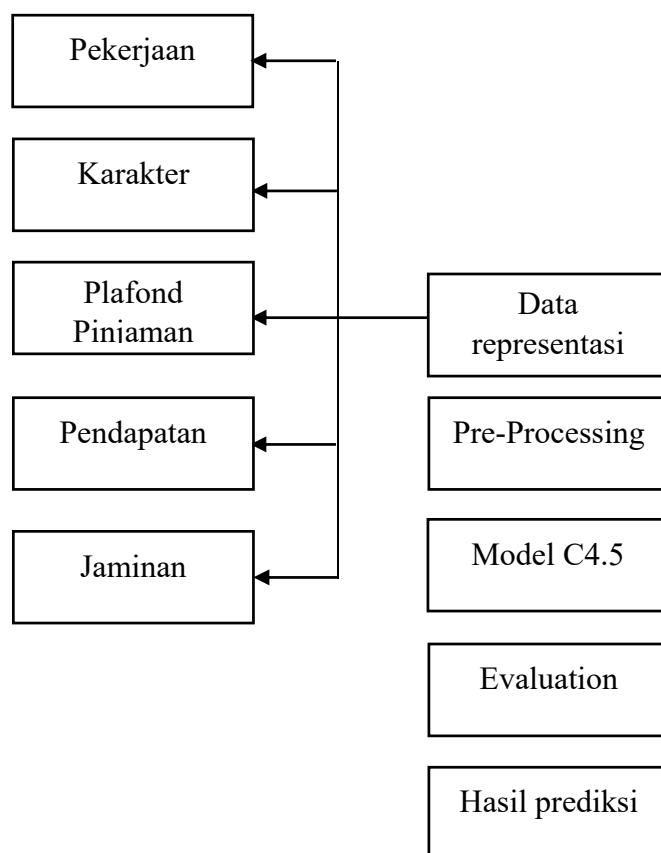 Pekerjaan
Karakter
Plafond
Pinjaman
Pendapatan
Jaminan
Data
representasi
Pre-Processing
Model C4.5
Evaluation
Hasil prediksi